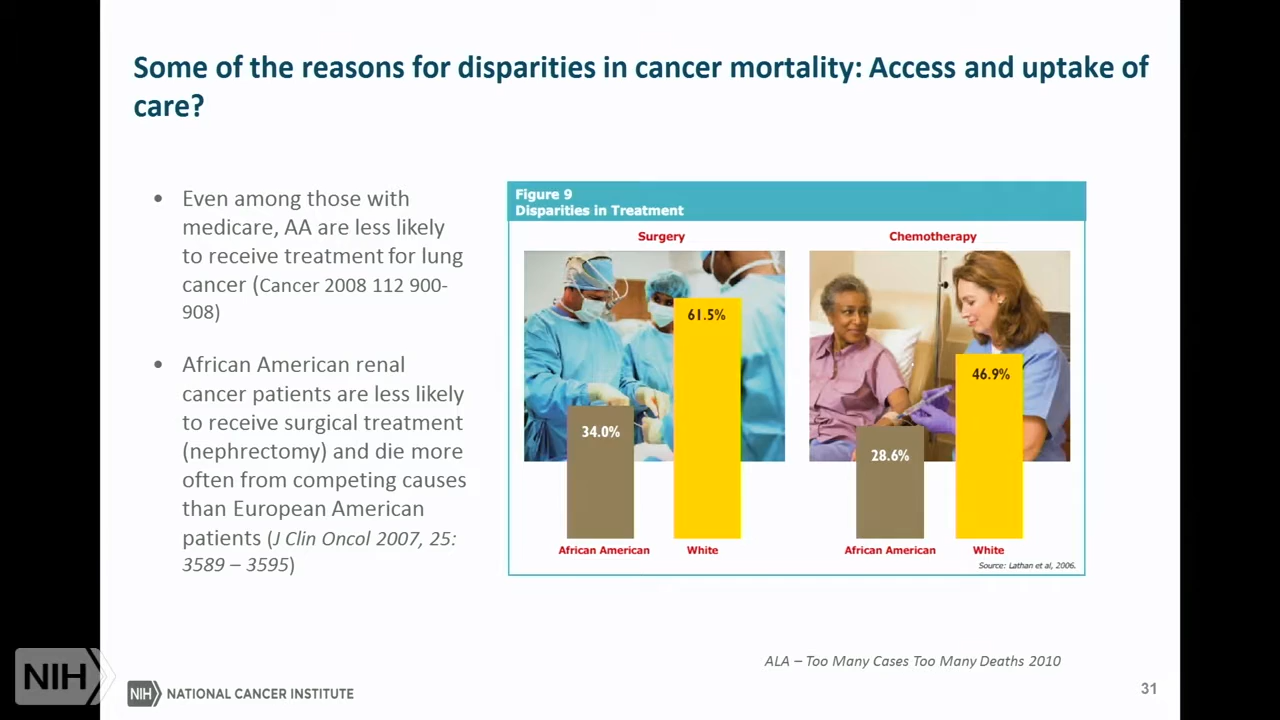 Some of the reasons for disparities in cancer mortality: Access and uptake of
care?
• Even among those with
medicare, AA are less likely
to receive treatment for lung
cancer (Cancer 2008 112 900-
908)
• African American renal
cancer patients are less likely
to receive surgical treatment
(nephrectomy) and die more
often from competing causes
than European American
patients (J Clin Oncol 2007, 25:
3589 – 3595)
Figure 9
Disparities in Treatment
Surgery
Chemotherapy
61.5%
34.0%
46.9%
28.6%
African American
White
African American
White
Source: Lathan et al, 2006.
ALA – Too Many Cases Too Many Deaths 2010
NIH
NIH NATIONAL CANCER INSTITUTE
31